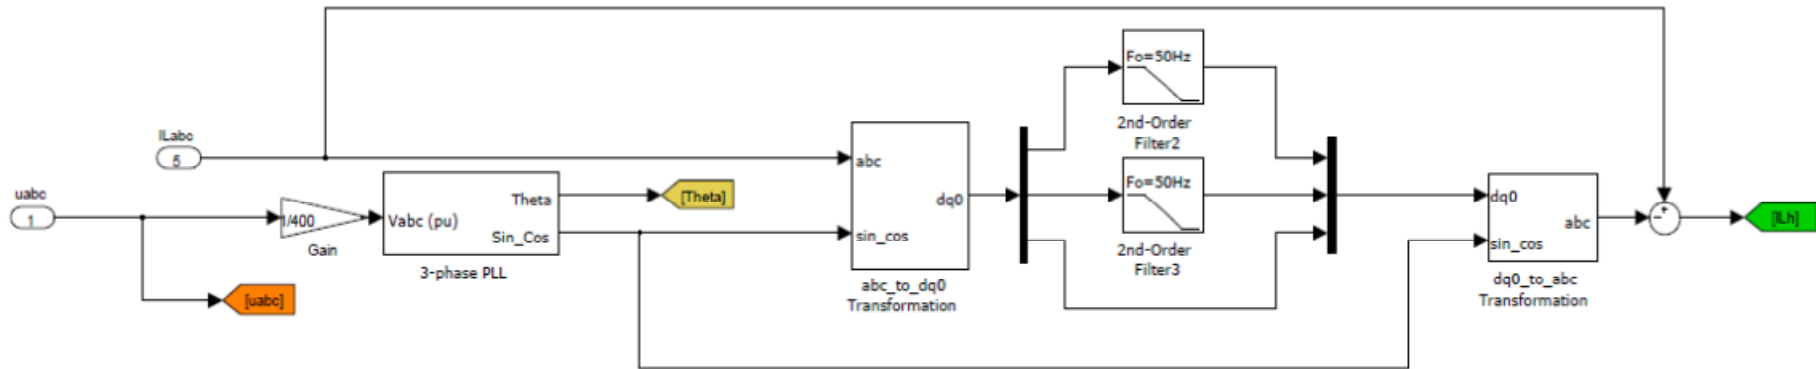 Fo=50Hz
2nd-Order
Filter2
ILabc
5
abc
dq0
sin_cos
abc_to_dq0
Transformation
uabc
1
1/400
Gain
Vabc (pu)
Theta
Sin_Cos
3-phase PLL
[Theta]
[uabc]
Fo=50Hz
2nd-Order
Filter3
dq0
abc
sin_cos
dq0_to_abc
Transformation
-
+
[ILh]